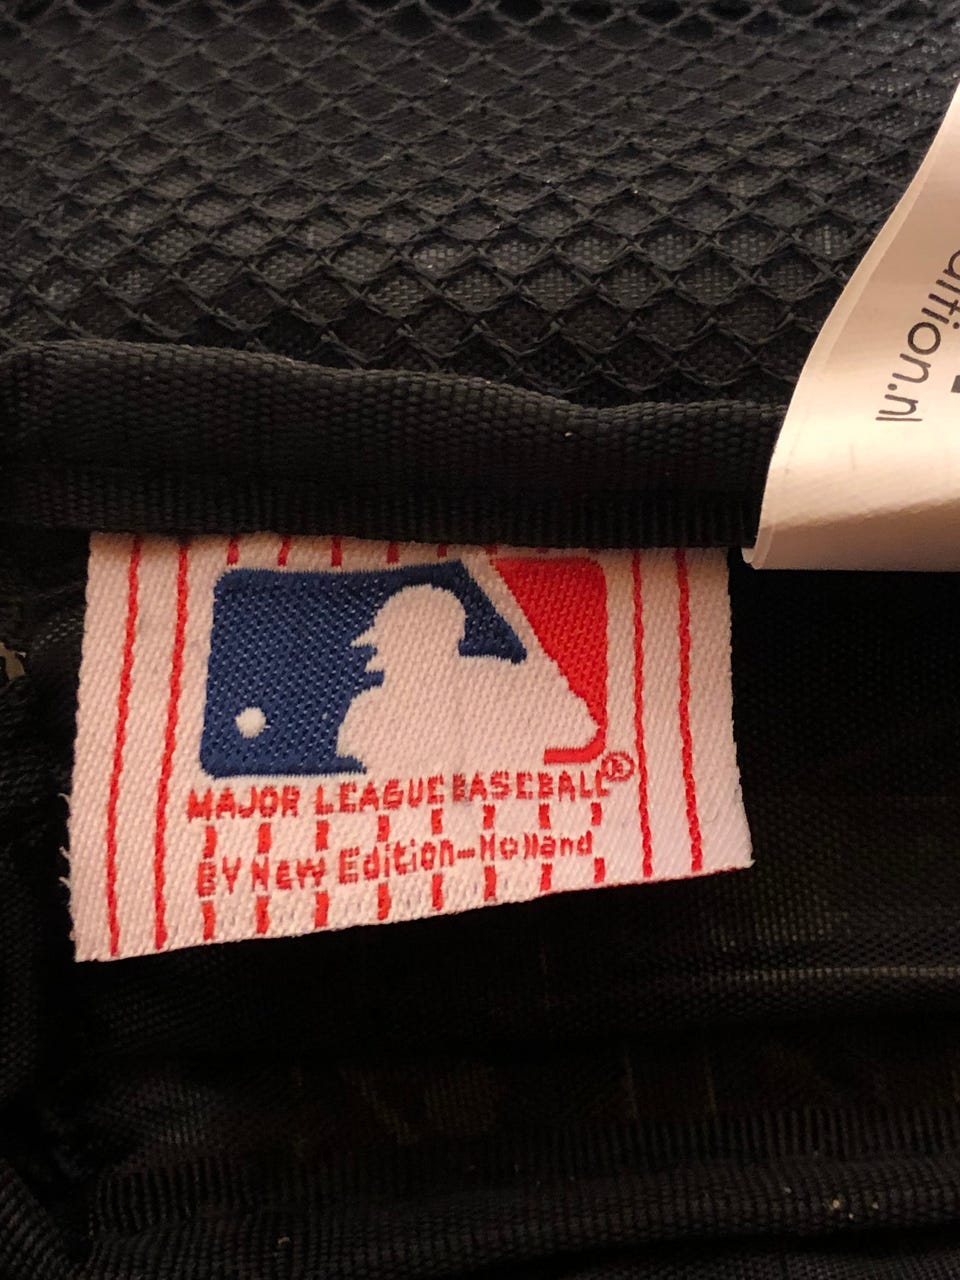 dition.nl
MAJOR LEAGUE BASEBALL®
BY NEW Edition-Holland